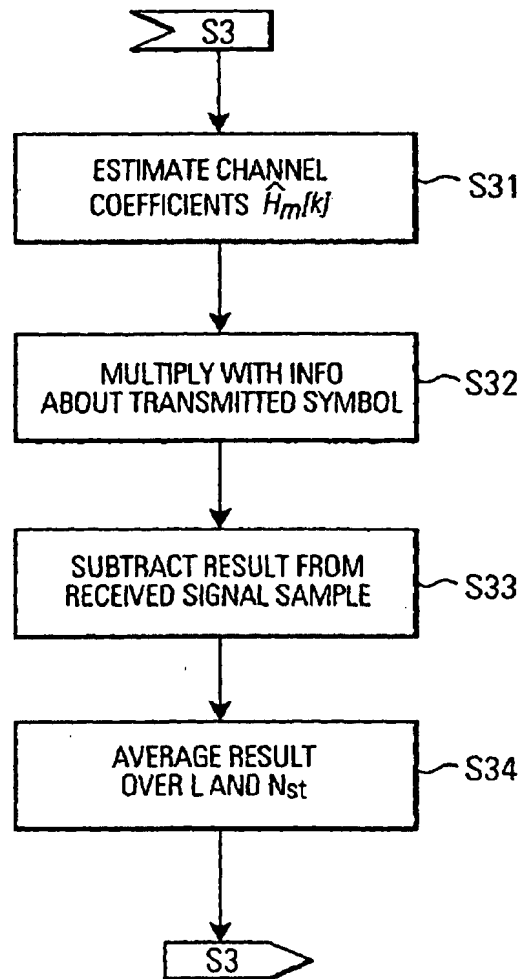 S3
ESTIMATE CHANNEL
COEFFICIENTS Ĥm[k]
S31
MULTIPLY WITH INFO
ABOUT TRANSMITTED SYMBOL
S32
SUBTRACT RESULT FROM
RECEIVED SIGNAL SAMPLE
S33
AVERAGE RESULT
OVER L AND Nst
S34
S3